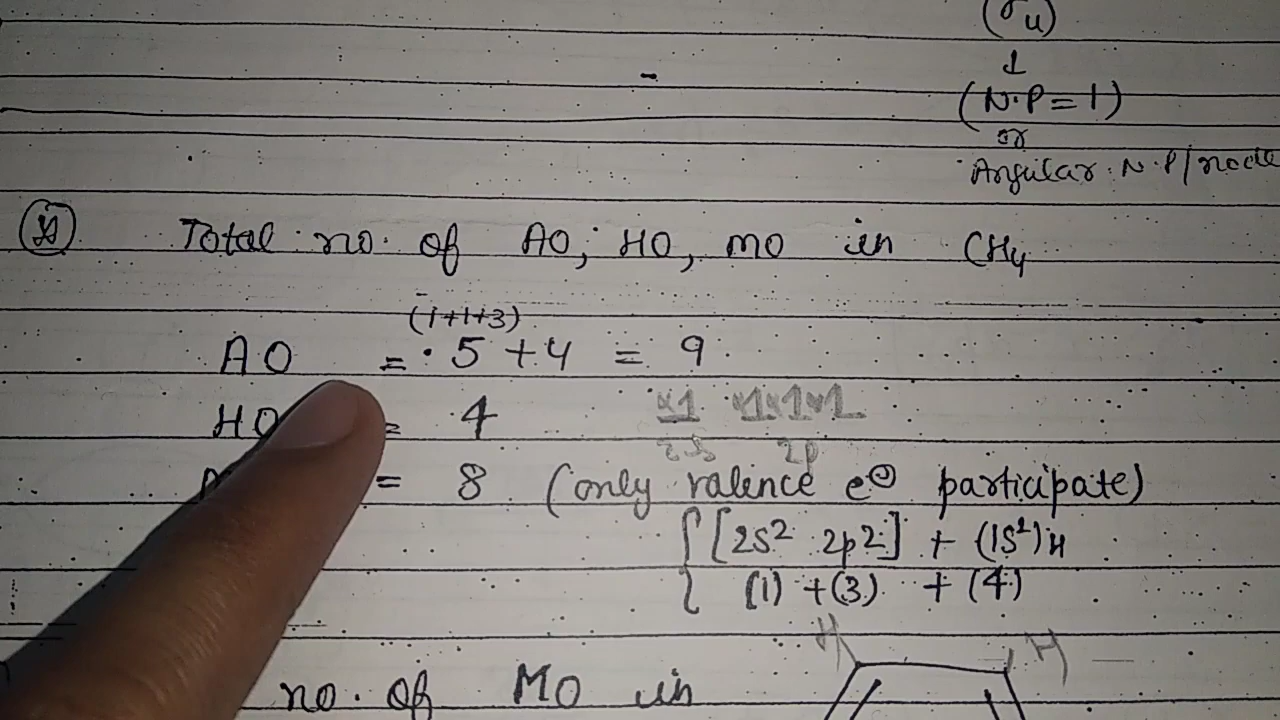 (σu)
↓
(N.P = 1)
or
Angular N.P/node
Total no. of AO, HO, MO in CH4
(1+1+3)
AO = 5 + 4 = 9
HO = 4
2s 2p
= 8 (only valence e⊖ participate)
[2s2 2p2] + (1s1)H
(1) + (3) + (4)
H H
no. of MO in